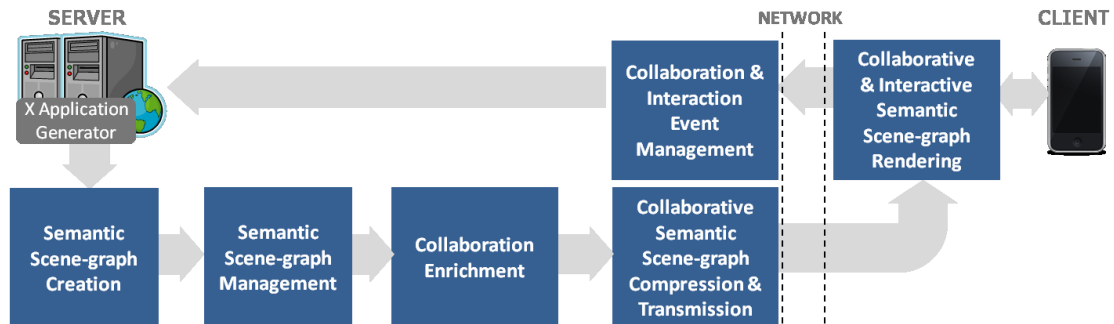 SERVER
NETWORK
CLIENT
X Application
Generator
Collaboration &
Interaction
Event
Management
Collaborative
& Interactive
Semantic
Scene-graph
Rendering
Semantic
Scene-graph
Creation
Semantic
Scene-graph
Management
Collaboration
Enrichment
Collaborative
Semantic
Scene-graph
Compression &
Transmission